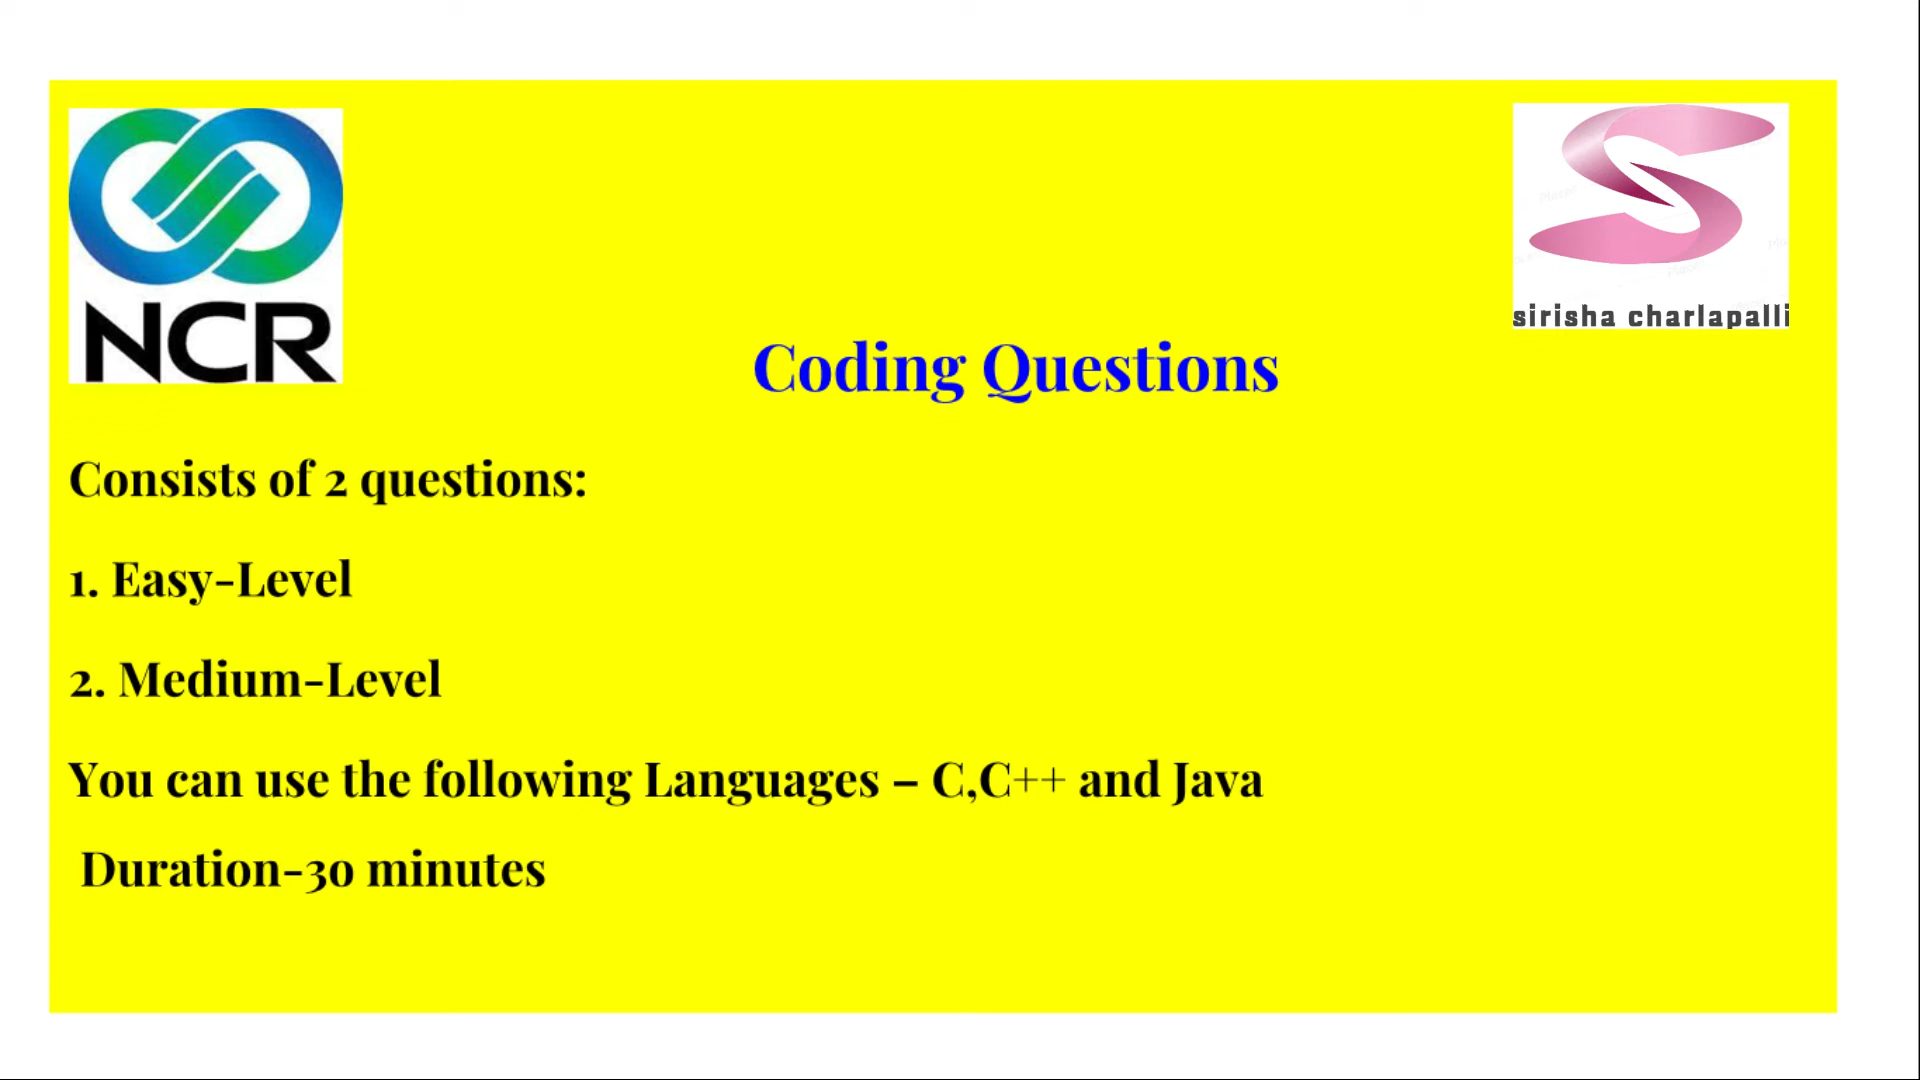 NCR
sirisha charlapalli
Coding Questions
Consists of 2 questions:
1. Easy-Level
2. Medium-Level
You can use the following Languages – C,C++ and Java
Duration-30 minutes